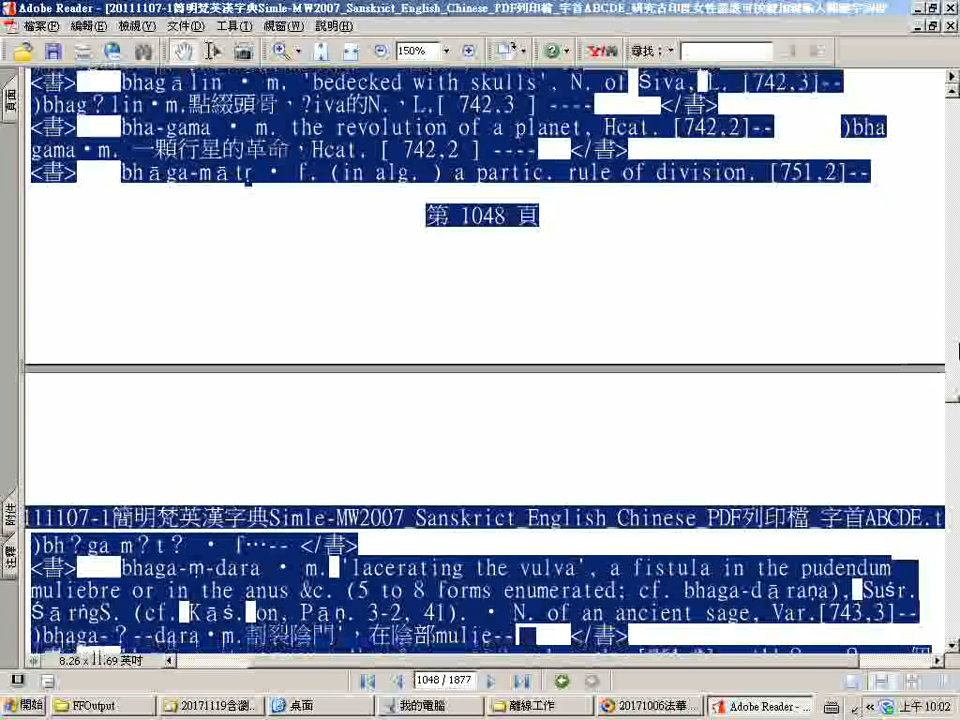 Adobe Reader - [20111107-1簡明梵英漢字典Simle-MW2007_Sanskrict_English_Chinese_PDF列印檔_字首ABCDE_研究古印度女性
檔案(F) 編輯(E) 檢視(V) 文件(D) 工具(T) 視窗(W) 說明(H)
150% 尋找:
頁面
<書> bhagālin • m. 'bedecked with skulls', N. of Śiva, L. [742,3]--
)bhag?lin•m.點綴頭骨，?iva的N.，L.[ 742.3 ] ---- </書>
<書> bha-gama • m. the revolution of a planet, Hcat. [742,2]-- )bha
gama•m. 一顆行星的革命，Hcat. [ 742,2 ] ---- </書>
<書> bhāga-mātṛ • f. (in alg. ) a partic. rule of division. [751,2]--
第 1048 頁
附件
註釋
111107-1簡明梵英漢字典Simle-MW2007_Sanskrict_English_Chinese_PDF列印檔_字首ABCDE.t
)bh?ga m?t? • f…-- </書>
<書> bhaga-ṃ-dara • m. 'lacerating the vulva', a fistula in the pudendum
muliebre or in the anus &c. (5 to 8 forms enumerated; cf. bhaga-dāraṇa), Suśr.
ŚārṅgS. (cf. Kāś. on, Pāṇ. 3-2, 41). • N. of an ancient sage, Var.[743,3]--
)bhaga-?--dara•m.割裂陰門'，在陰部mulie-- </書>
8.26 x 11.69 英吋
1048 / 1877
開始 FFOutput 20171119含瀏... 桌面 我的電腦 離線工作 20171006法華... Adobe Reader - ... 上午 10:02